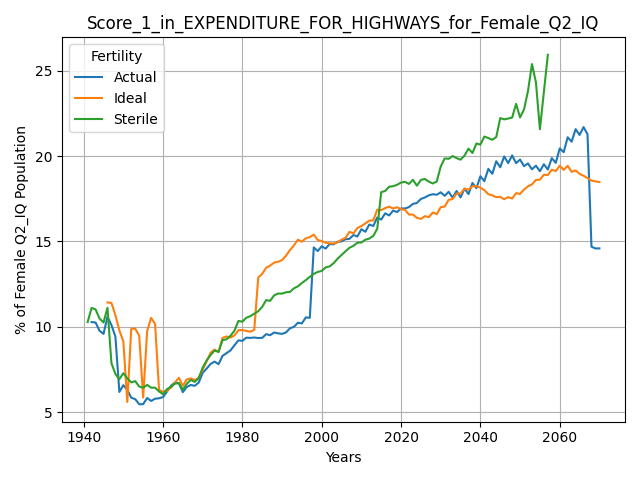 Score_1_in_EXPENDITURE_FOR_HIGHWAYS_for_Female_Q2_IQ
Fertility
Actual
Ideal
Sterile
% of Female Q2_IQ Population
25
20
15
10
5
1940 1960 1980 2000 2020 2040 2060
Years